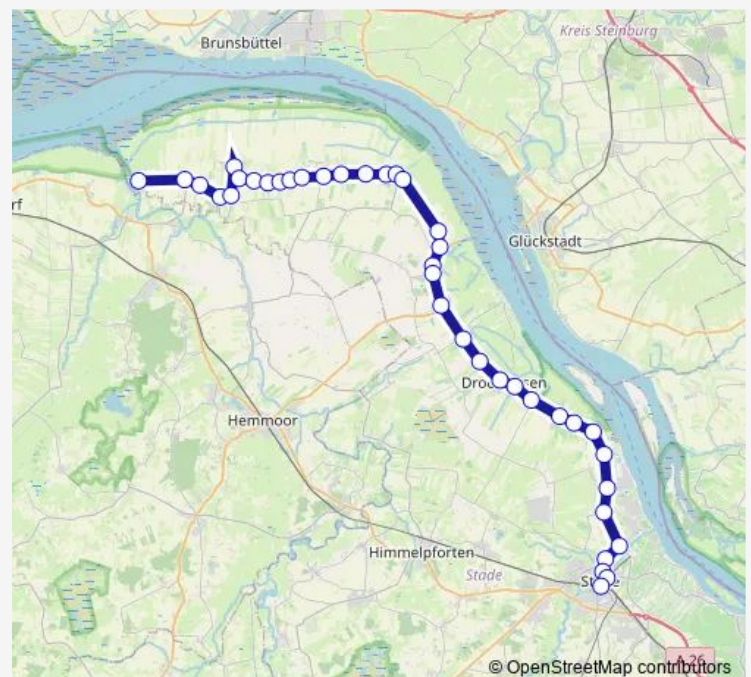 Brunsbüttel
Kreis Steinburg
rf
Glückstadt
Hemmoor
Himmelpforten
Stade
A 26
© OpenStreetMap contributors